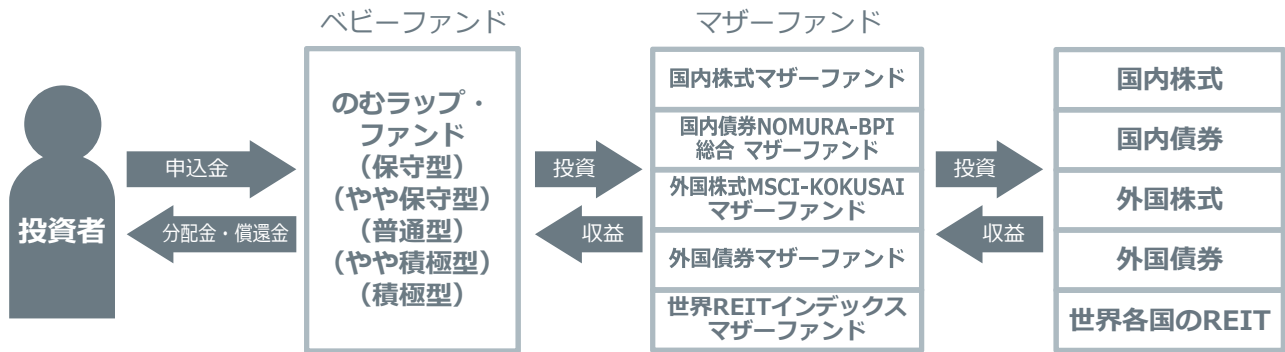 ベビーファンド
マザーファンド
投資者
申込金
分配金・償還金
のむラップ・
ファンド
(保守型)
(やや保守型)
(普通型)
(やや積極型)
(積極型)
投資
収益
国内株式マザーファンド
国内債券NOMURA-BPI
総合 マザーファンド
外国株式MSCI-KOKUSAI
マザーファンド
外国債券マザーファンド
世界REITインデックス
マザーファンド
投資
収益
国内株式
国内債券
外国株式
外国債券
世界各国のREIT